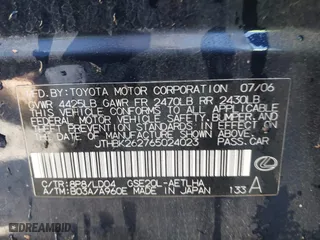 MFD.BY:TOYOTA MOTOR CORPORATION 07/06
GVWR 4425LB GAWR FR 2470LB RR 2430LB
THIS VEHICLE CONFORMS TO ALL APPLICABLE
FEDERAL MOTOR VEHICLE SAFETY,
BUMPER, AND THEFT PREVENTION
STANDARDS IN EFFECT ON THE
DATE OF MANUFACTURE SHOWN ABOVE.
JTHBK262765024023 PASS.CAR
C/TR:8P8/LD04 GSE20L-AETLHA
A/TM:B03A/A960E MADE IN JAPAN 133 A